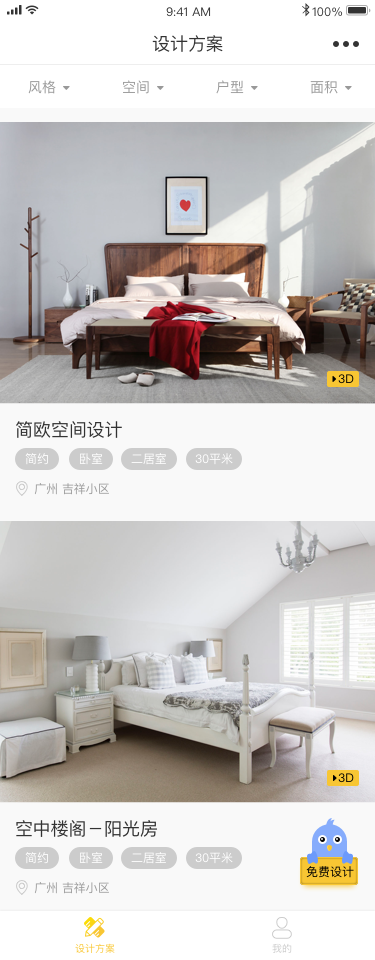 9:41 AM 100%
设计方案
风格 空间 户型 面积
3D
简欧空间设计
简约 卧室 二居室 30平米
广州 吉祥小区
3D
空中楼阁－阳光房
简约 卧室 二居室 30平米
免费设计
广州 吉祥小区
设计方案 我的